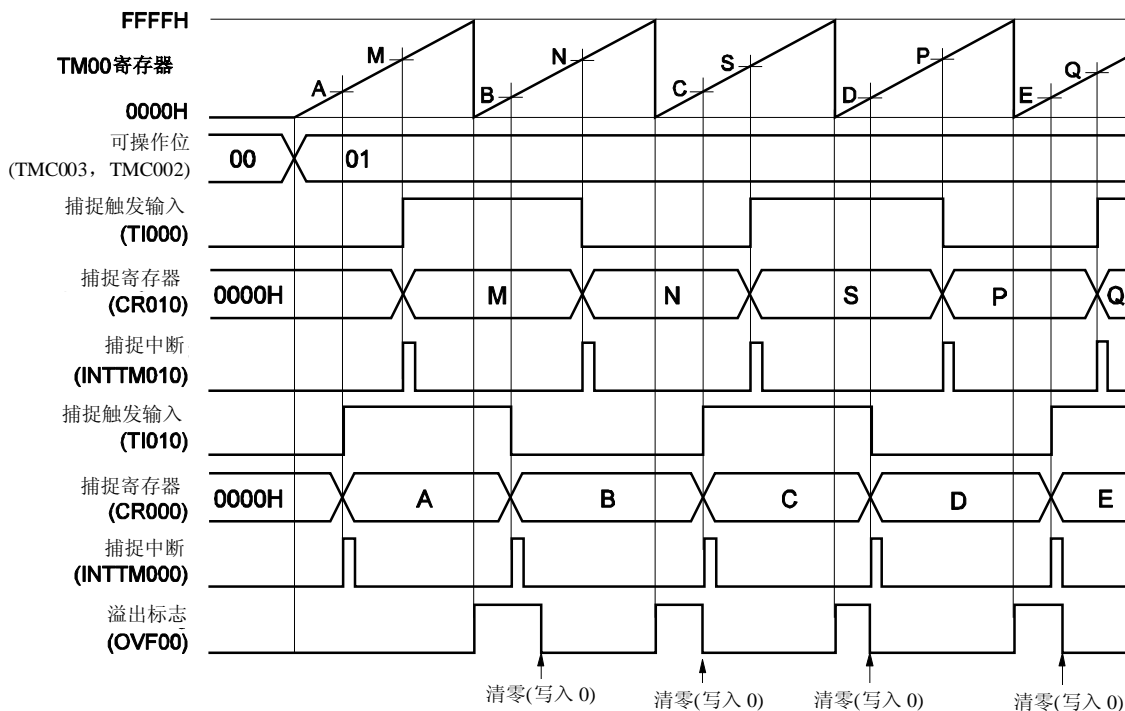 FFFFH
TM00寄存器
0000H
A
M
B
N
C
S
D
P
E
Q
可操作位
(TMC003，TMC002)
00
01
捕捉触发输入
(TI000)
捕捉寄存器
(CR010)
0000H
M
N
S
P
Q
捕捉中断
(INTTM010)
捕捉触发输入
(TI010)
捕捉寄存器
(CR000)
0000H
A
B
C
D
E
捕捉中断
(INTTM000)
溢出标志
(OVF00)
清零(写入 0)
清零(写入 0)
清零(写入 0)
清零(写入 0)